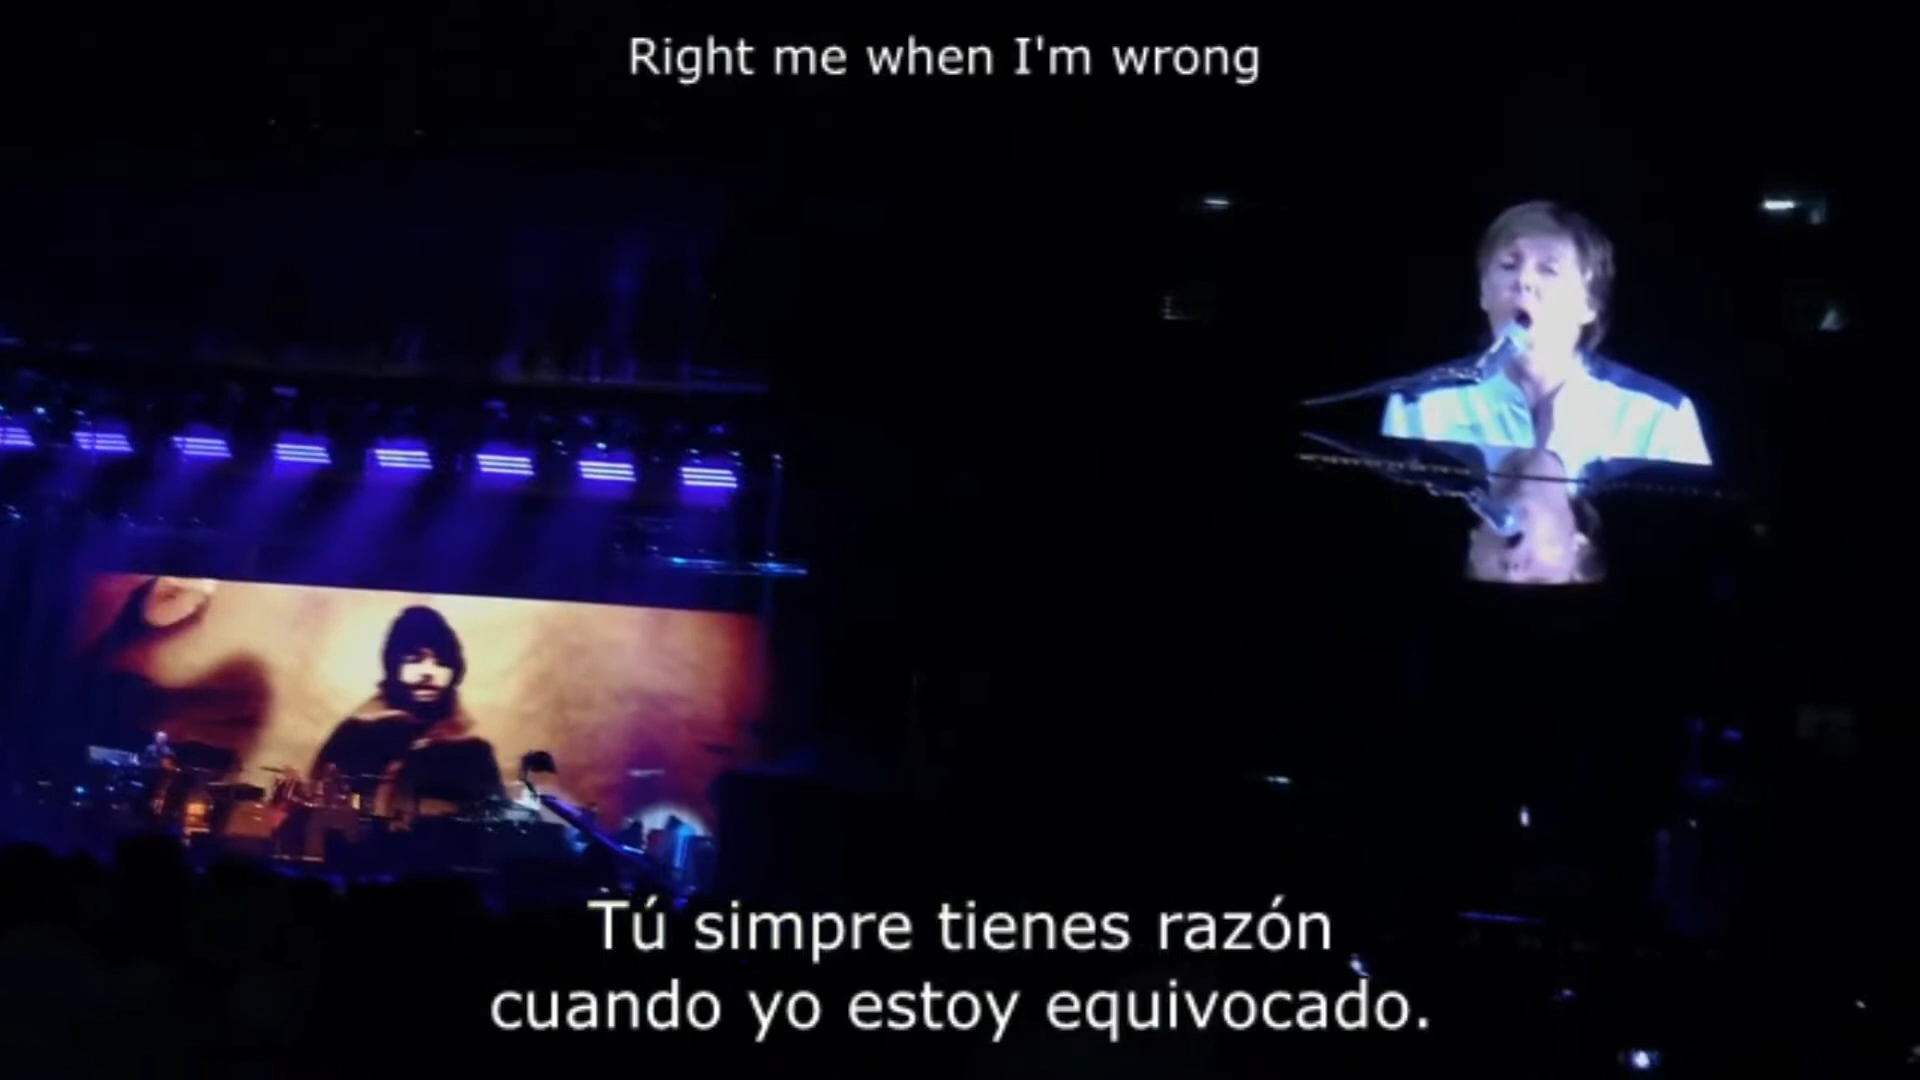 Right me when I'm wrong
Tú simpre tienes razón
cuando yo estoy equivocado.